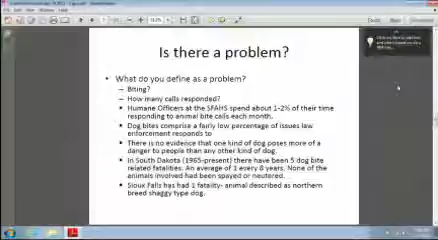 Is there a problem?
• What do you define as a problem?
– Biting?
– How many calls responded?
• Humane Officers at the SFAHS spend about 1-2% of their time
responding to animal bite calls each month.
• Dog bites comprise a fairly low percentage of issues law
enforcement responds to
• There is no evidence that one kind of dog poses more of a
danger to people than any other kind of dog.
• In South Dakota (1965-present) there have been 5 dog bite
related fatalities. An average of 1 every 8 years. None of the
animals involved had been spayed or neutered.
• Sioux Falls has had 1 fatality- animal described as northern
breed shaggy type dog.